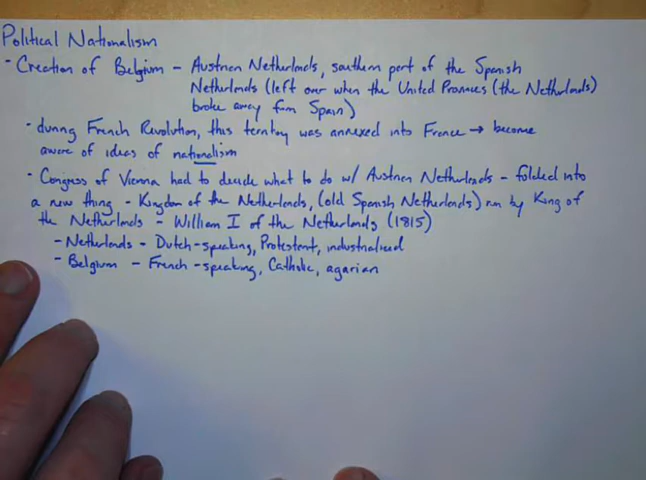 Political Nationalism
· Creation of Belgium - Austrian Netherlands, southern part of the Spanish
Netherlands (left over when the United Provinces (the Netherlands)
broke away from Spain)
· during French Revolution, this territory was annexed into France → become
aware of ideas of nationalism
· Congress of Vienna had to decide what to do w/ Austrian Netherlands - folded into
a new thing - Kingdom of the Netherlands, (old Spanish Netherlands) run by King of
the Netherlands - William I of the Netherlands (1815)
- Netherlands - Dutch-speaking, Protestant, industrialized
- Belgium - French-speaking, Catholic, agarian